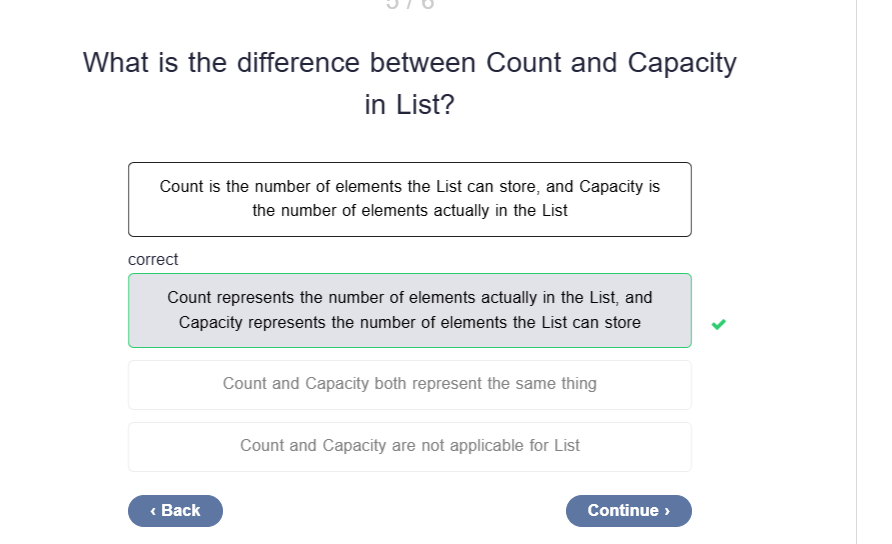 5 / 6
What is the difference between Count and Capacity
in List?
Count is the number of elements the List can store, and Capacity is
the number of elements actually in the List
correct
Count represents the number of elements actually in the List, and
Capacity represents the number of elements the List can store
Count and Capacity both represent the same thing
Count and Capacity are not applicable for List
‹ Back
Continue ›